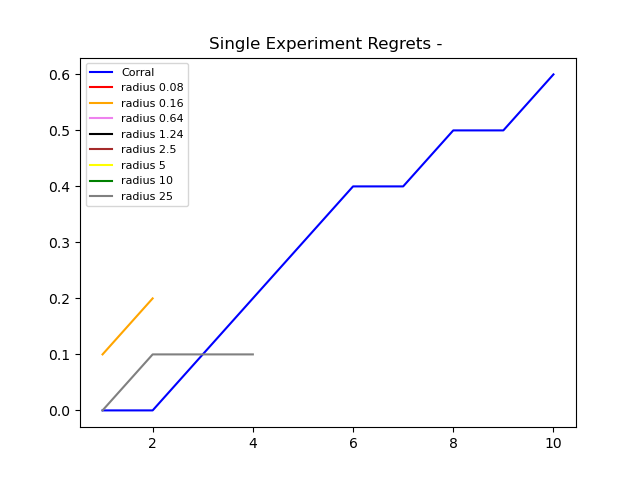 Single Experiment Regrets -
0.6
0.5
0.4
0.3
0.2
0.1
0.0
Corral
radius 0.08
radius 0.16
radius 0.64
radius 1.24
radius 2.5
radius 5
radius 10
radius 25
2 4 6 8 10